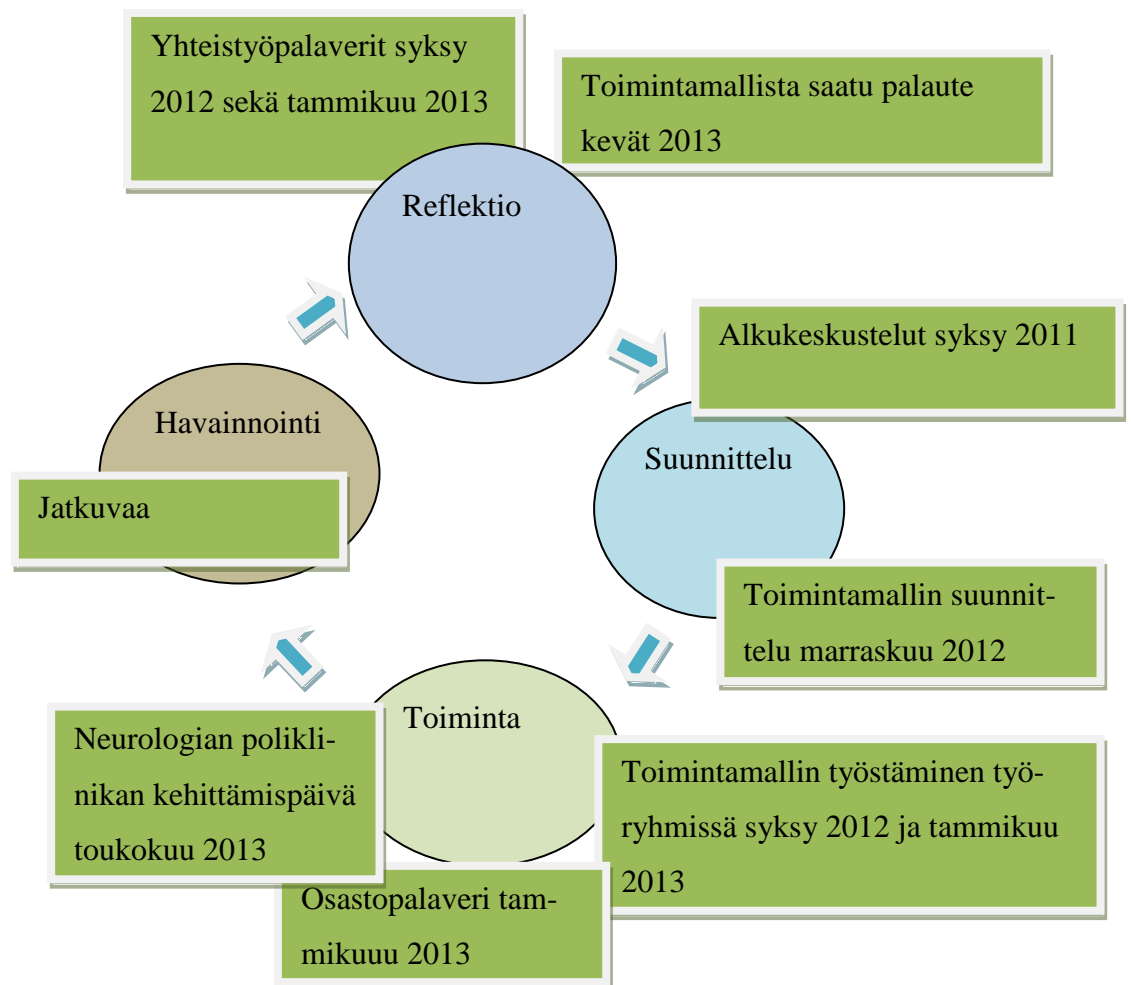 Yhteistyöpalaverit syksy
2012 sekä tammikuu 2013
Toimintamallista saatu palaute
kevät 2013
Reflektio
Alkukeskustelut syksy 2011
Havainnointi
Suunnittelu
Jatkuvaa
Toimintamallin suunnit-
telu marraskuu 2012
Toiminta
Neurologian polikli-
nikan kehittämispäivä
toukokuu 2013
Toimintamallin työstäminen työ-
ryhmissä syksy 2012 ja tammikuu
2013
Osastopalaveri tam-
mikuuu 2013